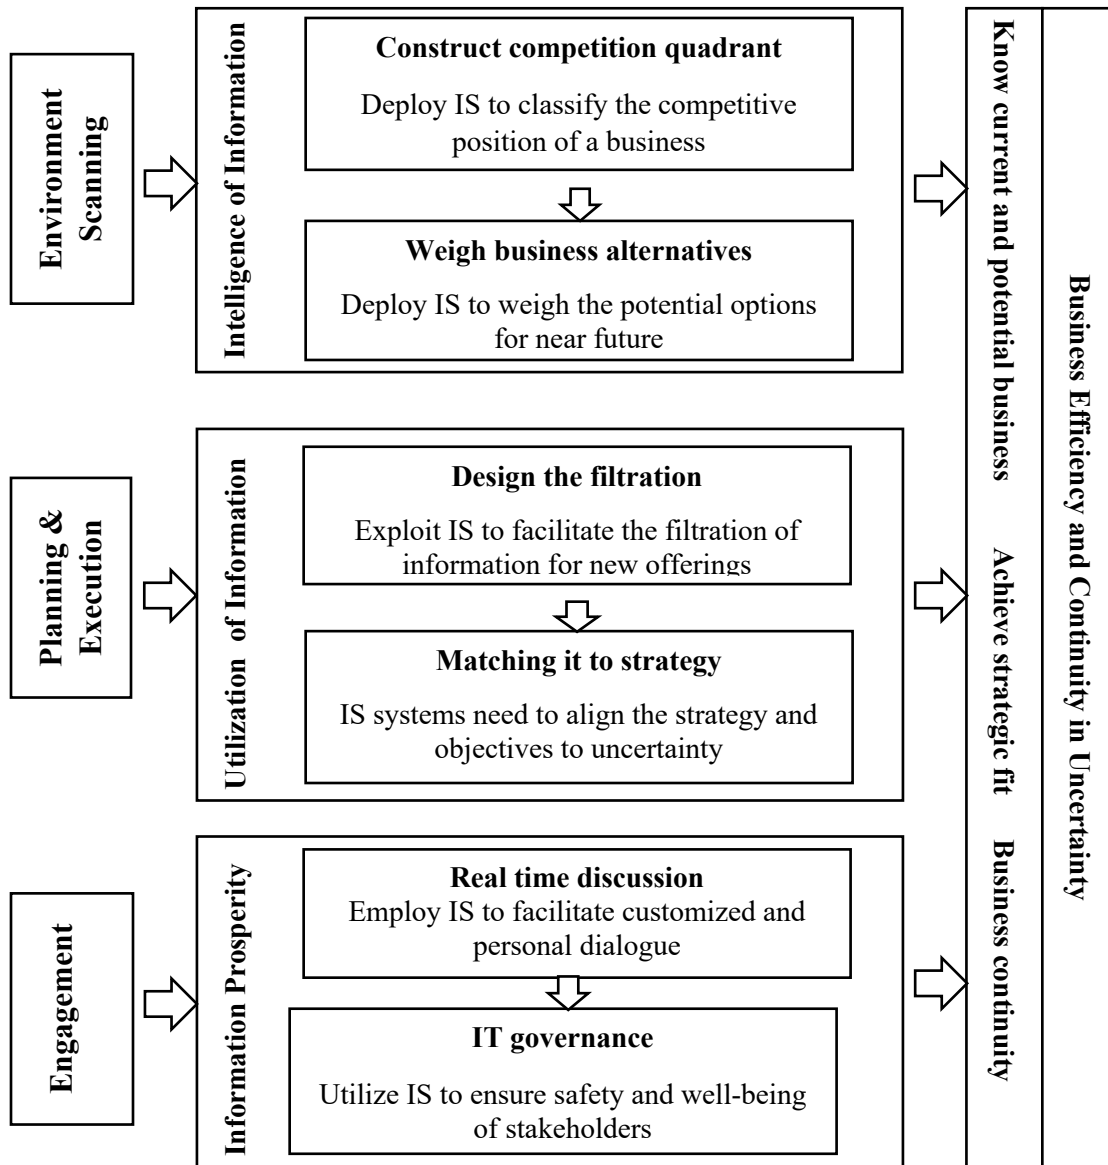 Environment
Scanning
Intelligence of Information
Construct competition quadrant
Deploy IS to classify the competitive
position of a business
Weigh business alternatives
Deploy IS to weigh the potential options
for near future
Know current and potential business
Planning &
Execution
Utilization of Information
Design the filtration
Exploit IS to facilitate the filtration of
information for new offerings
Matching it to strategy
IS systems need to align the strategy and
objectives to uncertainty
Achieve strategic fit
Engagement
Information Prosperity
Real time discussion
Employ IS to facilitate customized and
personal dialogue
IT governance
Utilize IS to ensure safety and well-being
of stakeholders
Business continuity
Business Efficiency and Continuity in Uncertainty